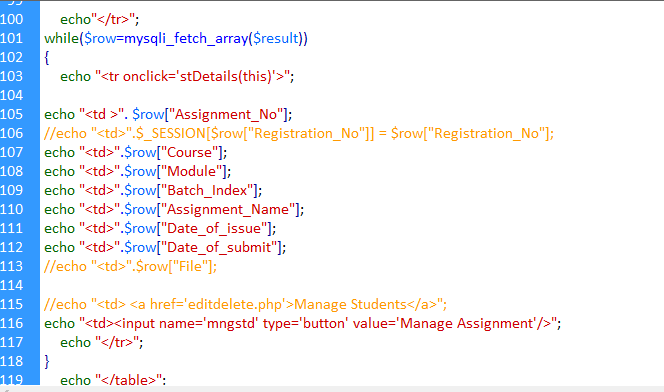 100 echo"</tr>";
101 while($row=mysqli_fetch_array($result))
102 {
103 echo "<tr onclick='stDetails(this)'>";
104
105 echo "<td >". $row["Assignment_No"];
106 //echo "<td>".$_SESSION[$row["Registration_No"]] = $row["Registration_No"];
107 echo "<td>".$row["Course"];
108 echo "<td>".$row["Module"];
109 echo "<td>".$row["Batch_Index"];
110 echo "<td>".$row["Assignment_Name"];
111 echo "<td>".$row["Date_of_issue"];
112 echo "<td>".$row["Date_of_submit"];
113 //echo "<td>".$row["File"];
114
115 //echo "<td> <a href='editdelete.php'>Manage Students</a>";
116 echo "<td><input name='mngstd' type='button' value='Manage Assignment'/>";
117 echo "</tr>";
118 }
119 echo "</table>";